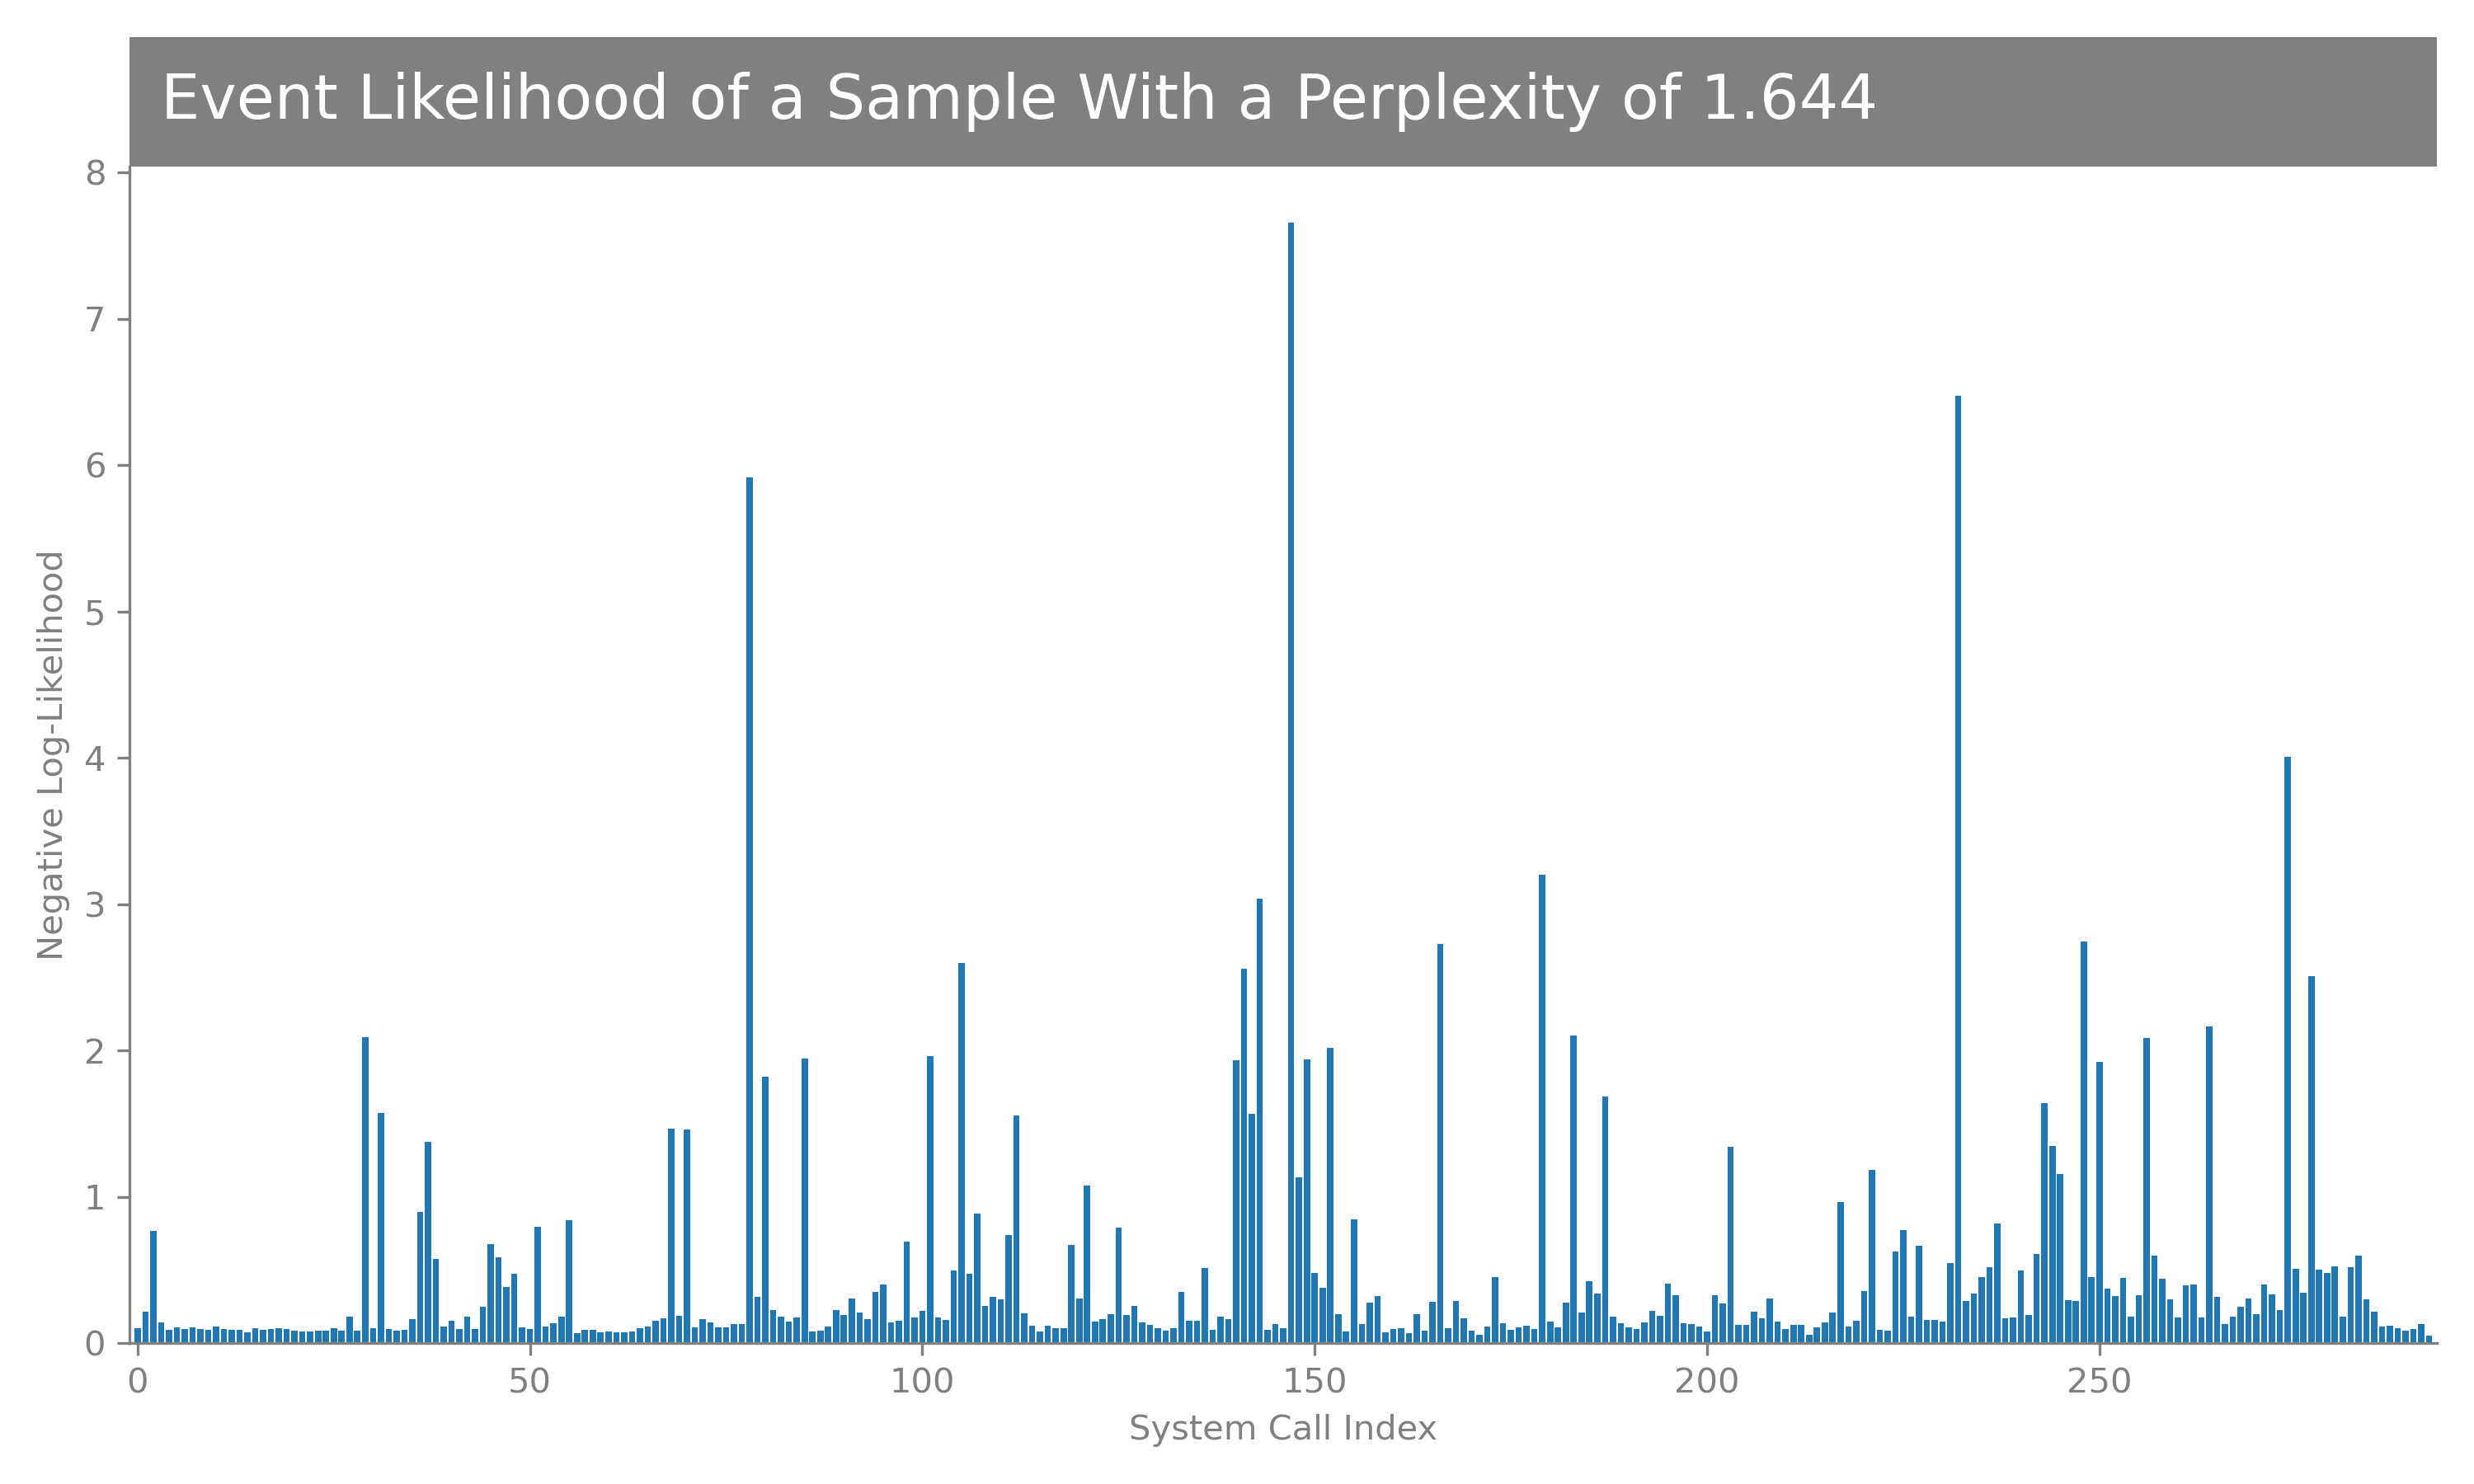 Event Likelihood of a Sample With a Perplexity of 1.644
8
7
6
5
4
3
2
1
0
Negative Log-Likelihood
0 50 100 150 200 250
System Call Index